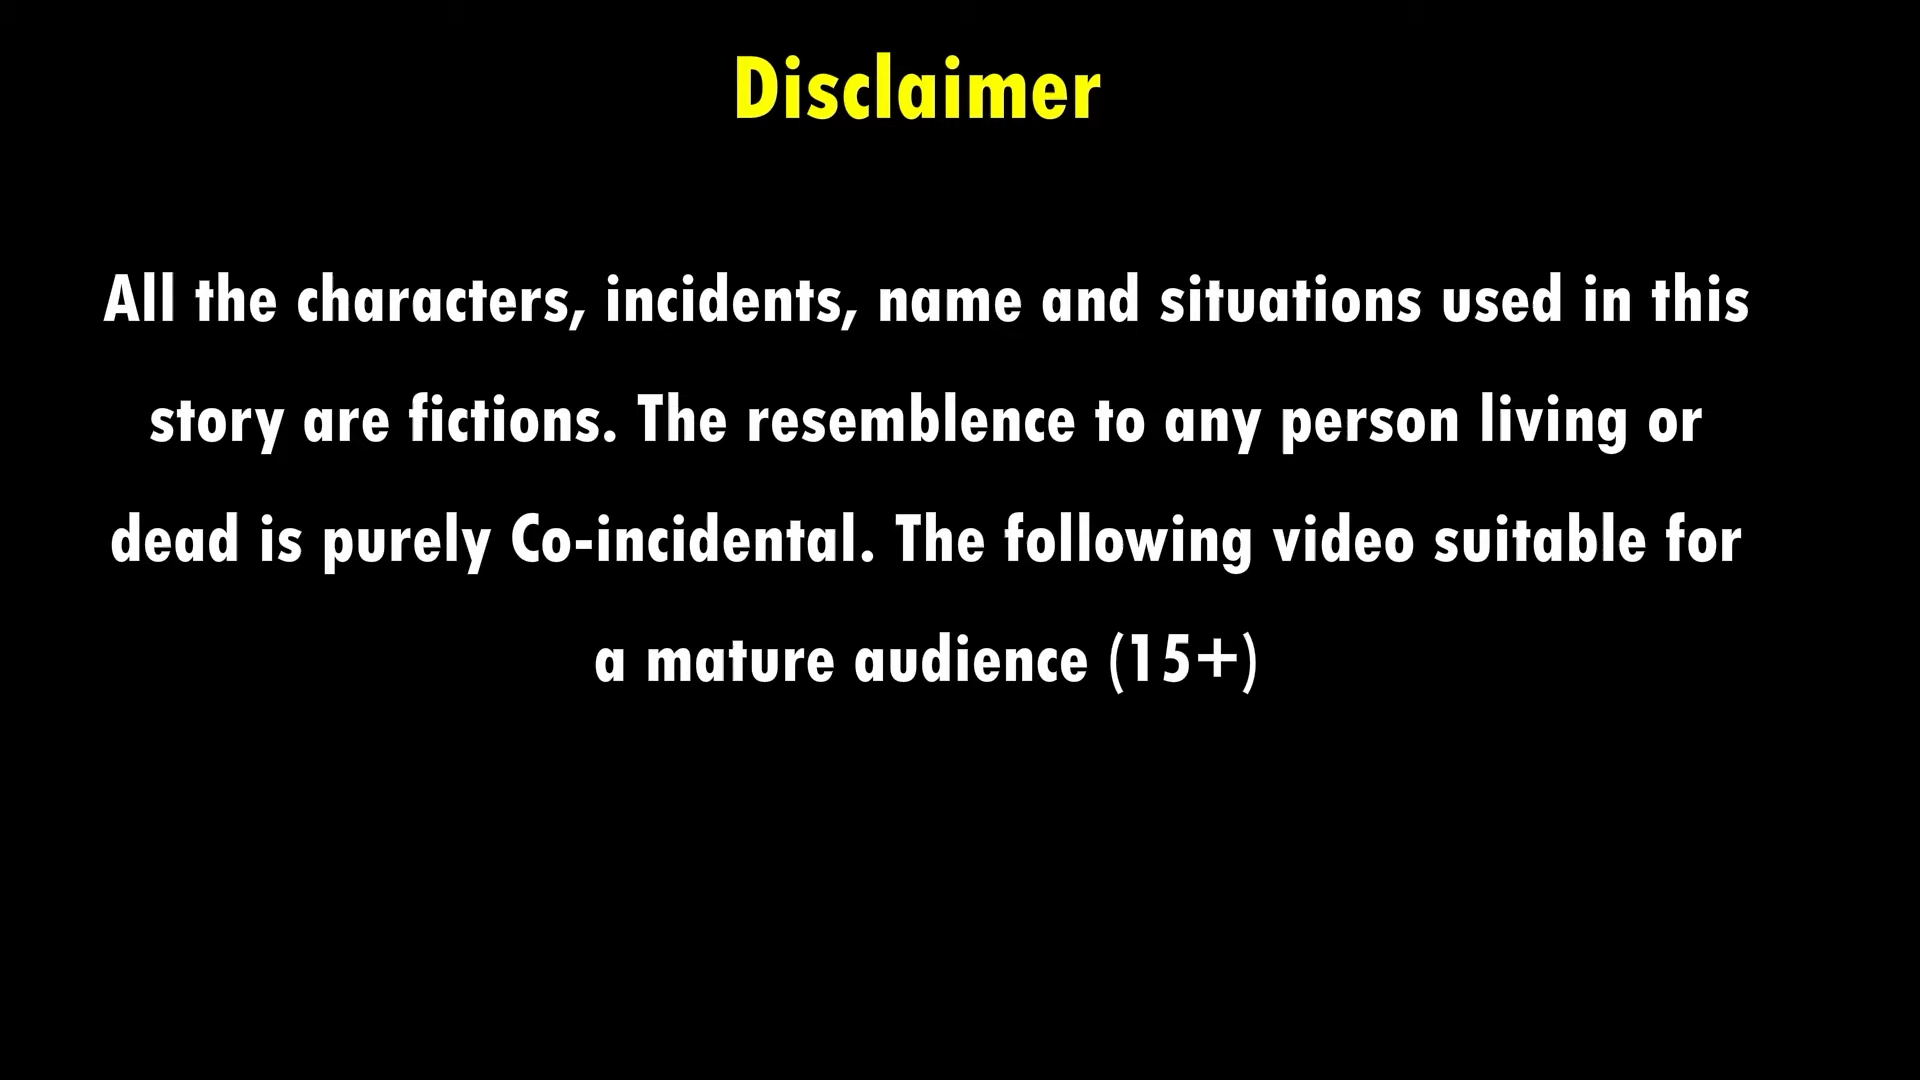 Disclaimer
All the characters, incidents, name and situations used in this
story are fictions. The resemblence to any person living or
dead is purely Co-incidental. The following video suitable for
a mature audience (15+)